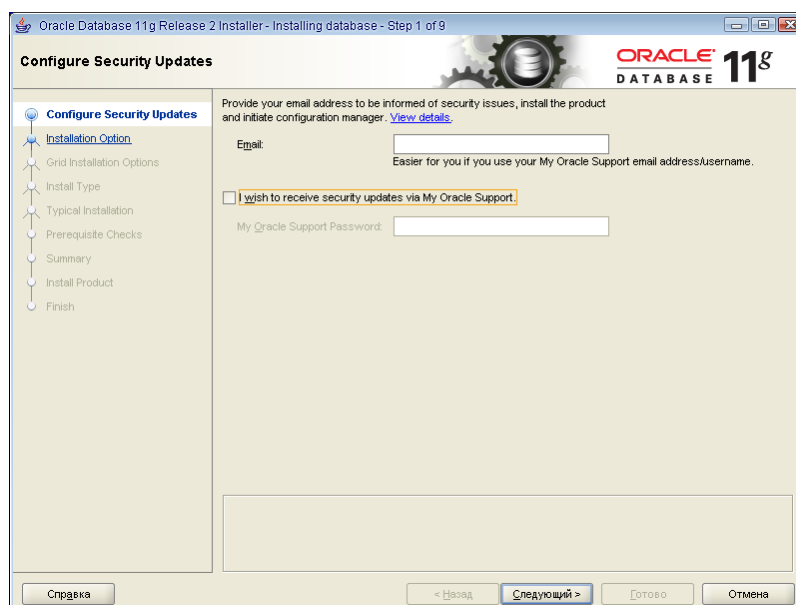 Oracle Database 11g Release 2 Installer - Installing database - Step 1 of 9
Configure Security Updates
ORACLE
DATABASE
11g
Configure Security Updates
Installation Option
Grid Installation Options
Install Type
Typical Installation
Prerequisite Checks
Summary
Install Product
Finish
Provide your email address to be informed of security issues, install the product
and initiate configuration manager. View details.
Email:
Easier for you if you use your My Oracle Support email address/username.
I wish to receive security updates via My Oracle Support.
My Oracle Support Password:
Справка
< Назад
Следующий >
Готово
Отмена